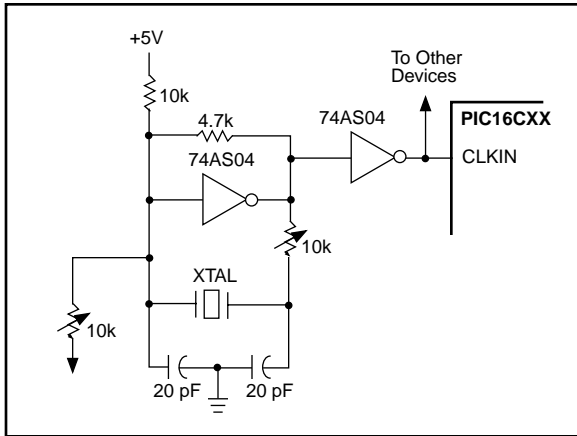 +5V
10k
4.7k
74AS04
74AS04
To Other
Devices
PIC16CXX
CLKIN
10k
XTAL
10k
20 pF
20 pF